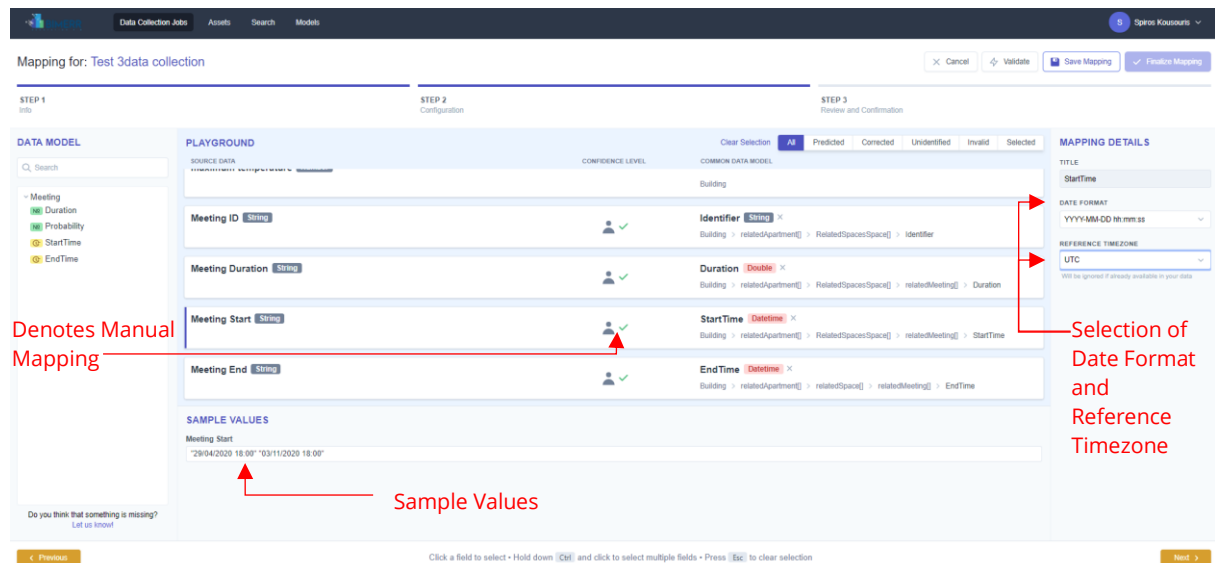 Data Collection Jobs Assets Search Models S Spiros Kousouris
Mapping for: Test 3data collection
Cancel Validate Save Mapping Finalize Mapping
STEP 1
Info
STEP 2
Configuration
STEP 3
Review and Confirmation
DATA MODEL
Search
Meeting
NB Duration
NB Probability
StartTime
EndTime
Do you think that something is missing?
Let us know!
PLAYGROUND
Clear Selection All Predicted Corrected Unidentified Invalid Selected
SOURCE DATA CONFIDENCE LEVEL COMMON DATA MODEL
maximum temperature
Building
Meeting ID String
Identifier String ×
Building > relatedApartment[] > RelatedSpacesSpace[] > Identifier
Meeting Duration String
Duration Double ×
Building > relatedApartment[] > RelatedSpacesSpace[] > relatedMeeting[] > Duration
Meeting Start String
StartTime Datetime ×
Building > relatedApartment[] > RelatedSpacesSpace[] > relatedMeeting[] > StartTime
Meeting End String
EndTime Datetime ×
Building > relatedApartment[] > relatedSpace[] > relatedMeeting[] > EndTime
SAMPLE VALUES
Meeting Start
"29/04/2020 18:00" "03/11/2020 18:00"
MAPPING DETAILS
TITLE
StartTime
DATE FORMAT
YYYY-MM-DD hh:mm:ss
REFERENCE TIMEZONE
UTC
Will be ignored if already available in your data
Denotes Manual
Mapping
Sample Values
Selection of
Date Format
and
Reference
Timezone
Previous
Click a field to select • Hold down Ctrl and click to select multiple fields • Press Esc to clear selection
Next